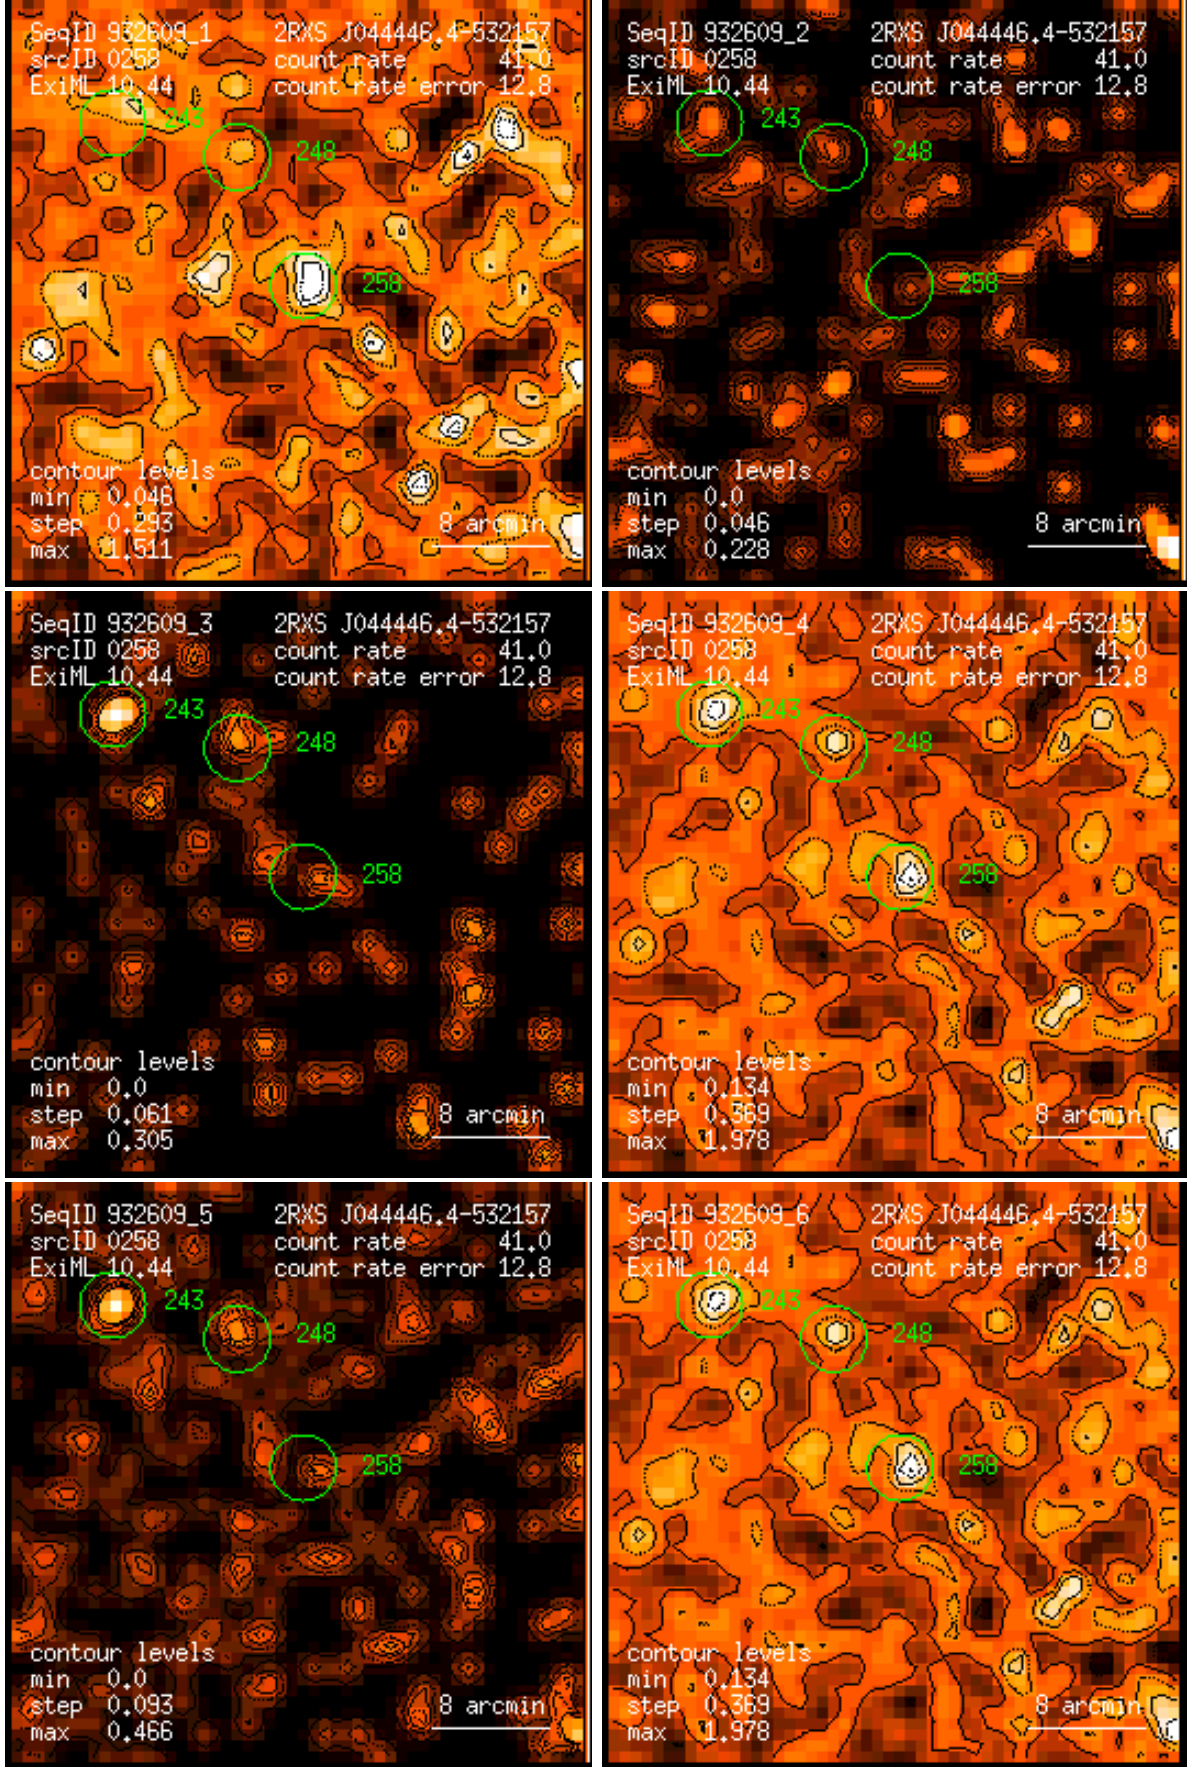 SeqID 932609_1 2RXS J044446.4-532157
srcID 0258 count rate 41.0
ExiML 10.44 count rate error 12.8
243
248
258
contour levels
min 0.046
step 0.293
max 1.511
8 arcmin
SeqID 932609_2 2RXS J044446.4-532157
srcID 0258 count rate 41.0
ExiML 10.44 count rate error 12.8
243
248
258
contour levels
min 0.0
step 0.046
max 0.228
8 arcmin
SeqID 932609_3 2RXS J044446.4-532157
srcID 0258 count rate 41.0
ExiML 10.44 count rate error 12.8
243
248
258
contour levels
min 0.0
step 0.061
max 0.305
8 arcmin
SeqID 932609_4 2RXS J044446.4-532157
srcID 0258 count rate 41.0
ExiML 10.44 count rate error 12.8
243
248
258
contour levels
min 0.134
step 0.369
max 1.978
8 arcmin
SeqID 932609_5 2RXS J044446.4-532157
srcID 0258 count rate 41.0
ExiML 10.44 count rate error 12.8
243
248
258
contour levels
min 0.0
step 0.093
max 0.466
8 arcmin
SeqID 932609_6 2RXS J044446.4-532157
srcID 0258 count rate 41.0
ExiML 10.44 count rate error 12.8
243
248
258
contour levels
min 0.134
step 0.369
max 1.978
8 arcmin